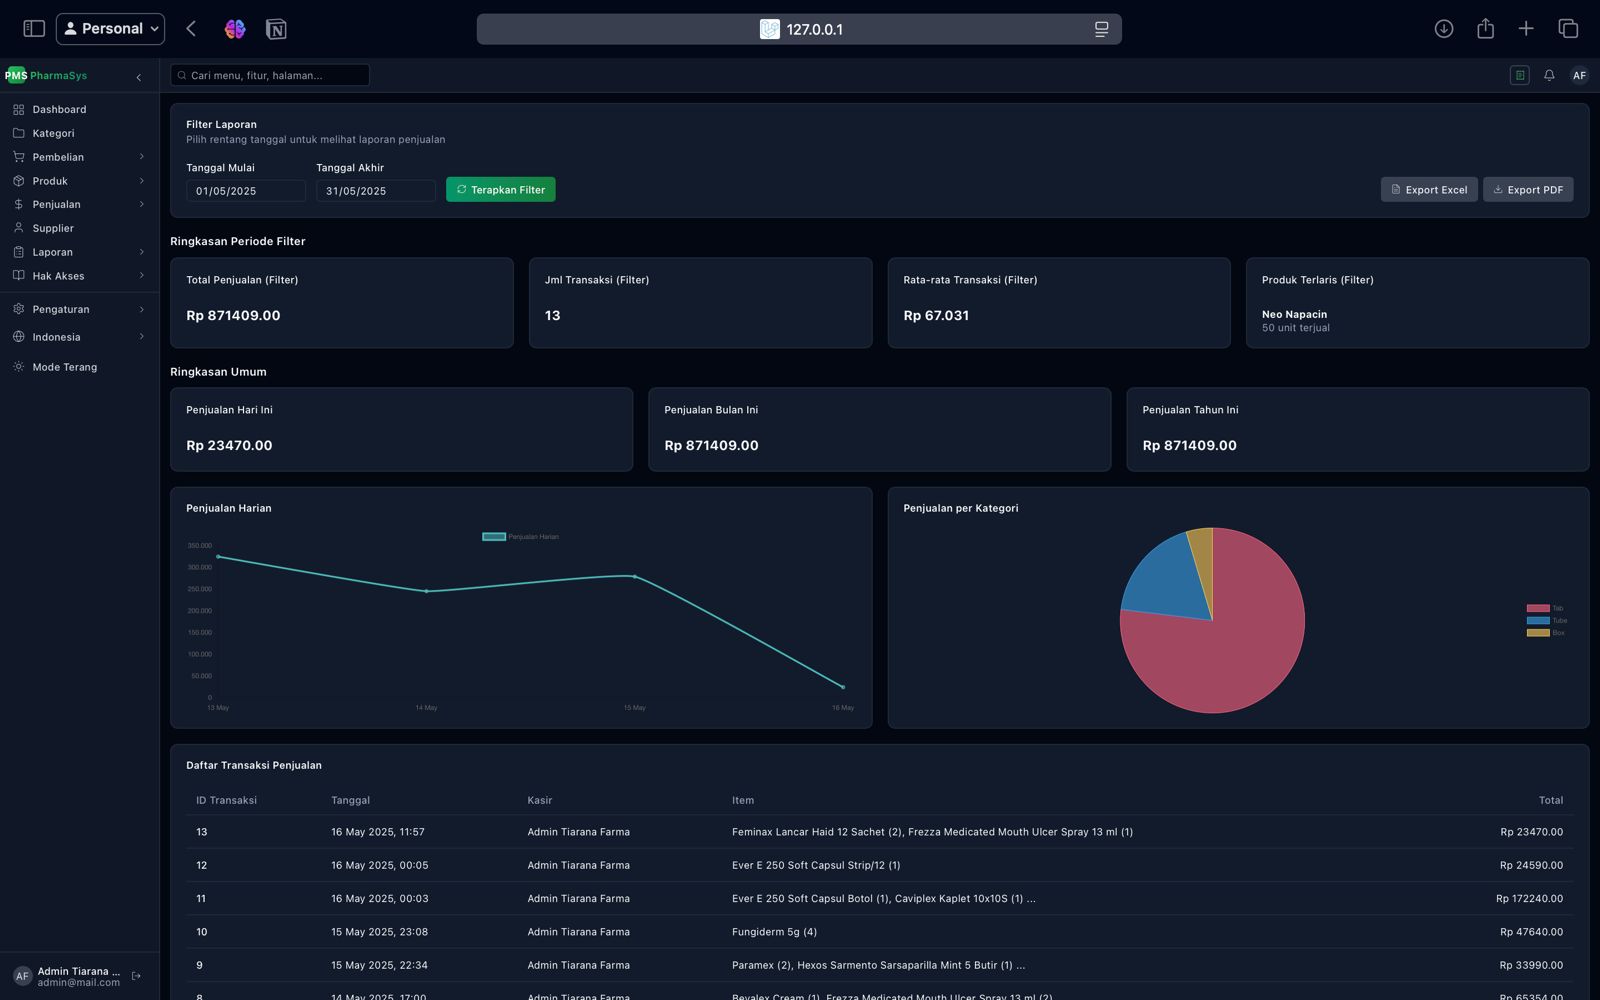 Personal
127.0.0.1
PMS PharmaSys
Cari menu, fitur, halaman...
AF
Dashboard
Kategori
Pembelian
Produk
Penjualan
Supplier
Laporan
Hak Akses
Pengaturan
Indonesia
Mode Terang
Filter Laporan
Pilih rentang tanggal untuk melihat laporan penjualan
Tanggal Mulai
Tanggal Akhir
01/05/2025
31/05/2025
Terapkan Filter
Export Excel
Export PDF
Ringkasan Periode Filter
Total Penjualan (Filter)
Rp 871409.00
Jml Transaksi (Filter)
13
Rata-rata Transaksi (Filter)
Rp 67.031
Produk Terlaris (Filter)
Neo Napacin
50 unit terjual
Ringkasan Umum
Penjualan Hari Ini
Rp 23470.00
Penjualan Bulan Ini
Rp 871409.00
Penjualan Tahun Ini
Rp 871409.00
Penjualan Harian
Penjualan Harian
350.000
300.000
250.000
200.000
150.000
100.000
50.000
0
13 May 14 May 15 May 16 May
Penjualan per Kategori
Tab
Tube
Box
Daftar Transaksi Penjualan
ID Transaksi Tanggal Kasir Item Total
13 16 May 2025, 11:57 Admin Tiarana Farma Feminax Lancar Haid 12 Sachet (2), Frezza Medicated Mouth Ulcer Spray 13 ml (1) Rp 23470.00
12 16 May 2025, 00:05 Admin Tiarana Farma Ever E 250 Soft Capsul Strip/12 (1) Rp 24590.00
11 16 May 2025, 00:03 Admin Tiarana Farma Ever E 250 Soft Capsul Botol (1), Caviplex Kaplet 10x10S (1) ... Rp 172240.00
10 15 May 2025, 23:08 Admin Tiarana Farma Fungiderm 5g (4) Rp 47640.00
9 15 May 2025, 22:34 Admin Tiarana Farma Paramex (2), Hexos Sarmento Sarsaparilla Mint 5 Butir (1) ... Rp 33990.00
8 14 May 2025, 17:00 Admin Tiarana Farma Bevalex Cream (1), Frezza Medicated Mouth Ulcer Spray 13 ml (2) Rp 65354.00
AF
Admin Tiarana ...
admin@mail.com